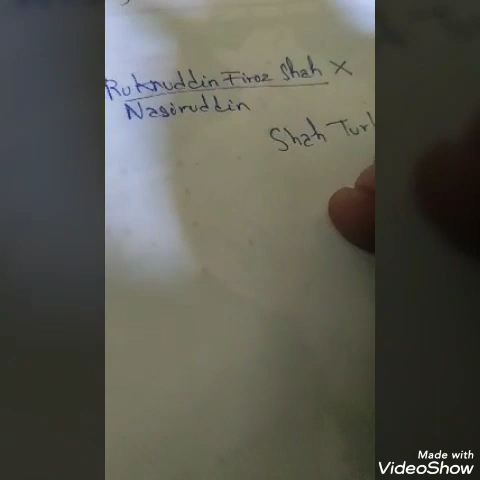 Ruknuddin Firoz Shah X
Nasiruddin
Shah
Made with
VideoShow